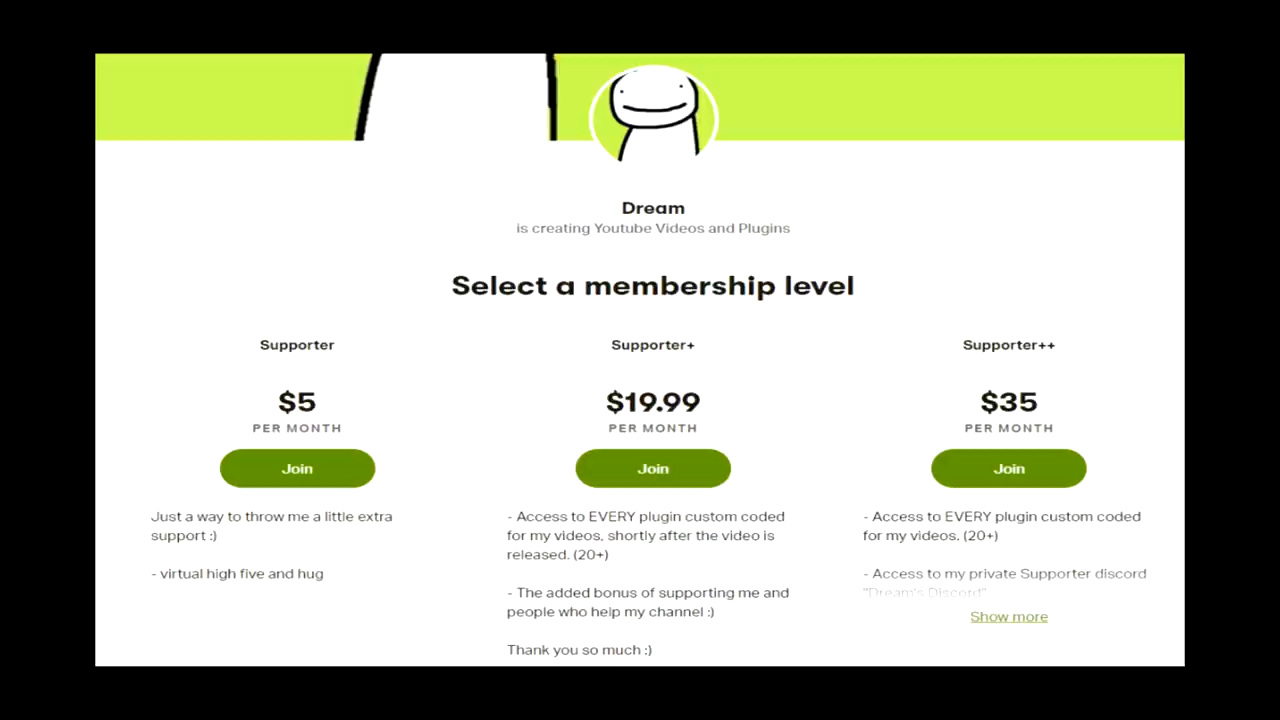 Dream
is creating Youtube Videos and Plugins
Select a membership level
Supporter
$5
PER MONTH
Join
Just a way to throw me a little extra
support :)
- virtual high five and hug
Supporter+
$19.99
PER MONTH
Join
- Access to EVERY plugin custom coded
for my videos, shortly after the video is
released. (20+)
- The added bonus of supporting me and
people who help my channel :)
Thank you so much :)
Supporter++
$35
PER MONTH
Join
- Access to EVERY plugin custom coded
for my videos. (20+)
- Access to my private Supporter discord
"Dream's Discord"
Show more